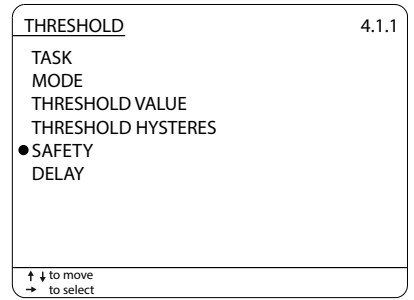 THRESHOLD 4.1.1
TASK
MODE
THRESHOLD VALUE
THRESHOLD HYSTERES
● SAFETY
DELAY
↑ ↓ to move
→ to select